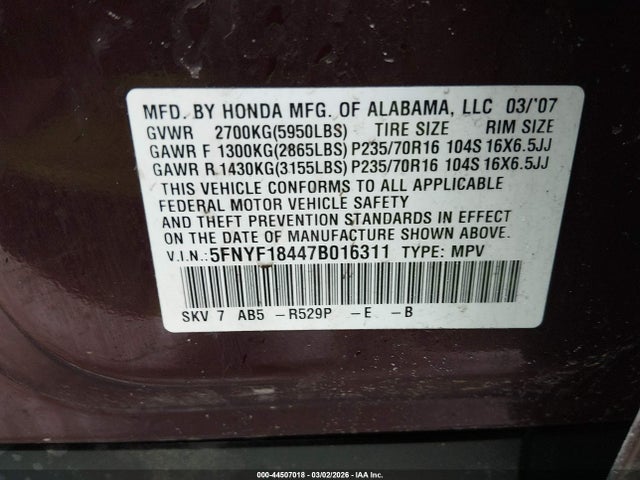 MFD. BY HONDA MFG. OF ALABAMA, LLC 03/'07
GVWR 2700KG(5950LBS) TIRE SIZE RIM SIZE
GAWR F 1300KG(2865LBS) P235/70R16 104S 16X6.5JJ
GAWR R 1430KG(3155LBS) P235/70R16 104S 16X6.5JJ
THIS VEHICLE CONFORMS TO ALL APPLICABLE
FEDERAL MOTOR VEHICLE SAFETY
AND THEFT PREVENTION STANDARDS IN EFFECT
ON THE DATE OF MANUFACTURE SHOWN ABOVE.
V.I.N.: 5FNYF18447B016311 TYPE: MPV
SKV 7 AB5 -R529P -E -B
000-44507018 - 03/02/2026 - IAA Inc.